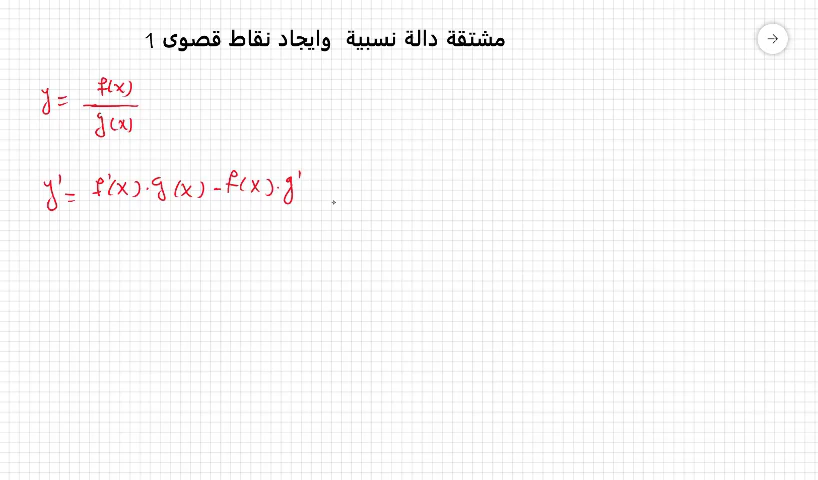 مشتقة دالة نسبية وايجاد نقاط قصوى 1
y = f(x) / g(x)
y' = f'(x) · g(x) - f(x) · g'